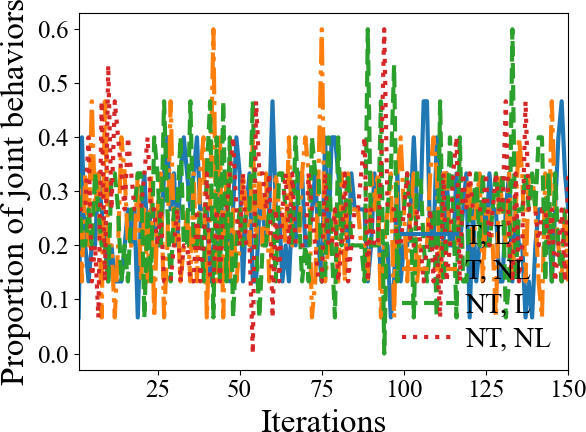 Proportion of joint behaviors
0.6
0.5
0.4
0.3
0.2
0.1
0.0
T, L
T, NL
NT, L
NT, NL
25
50
75
100
125
150
Iterations